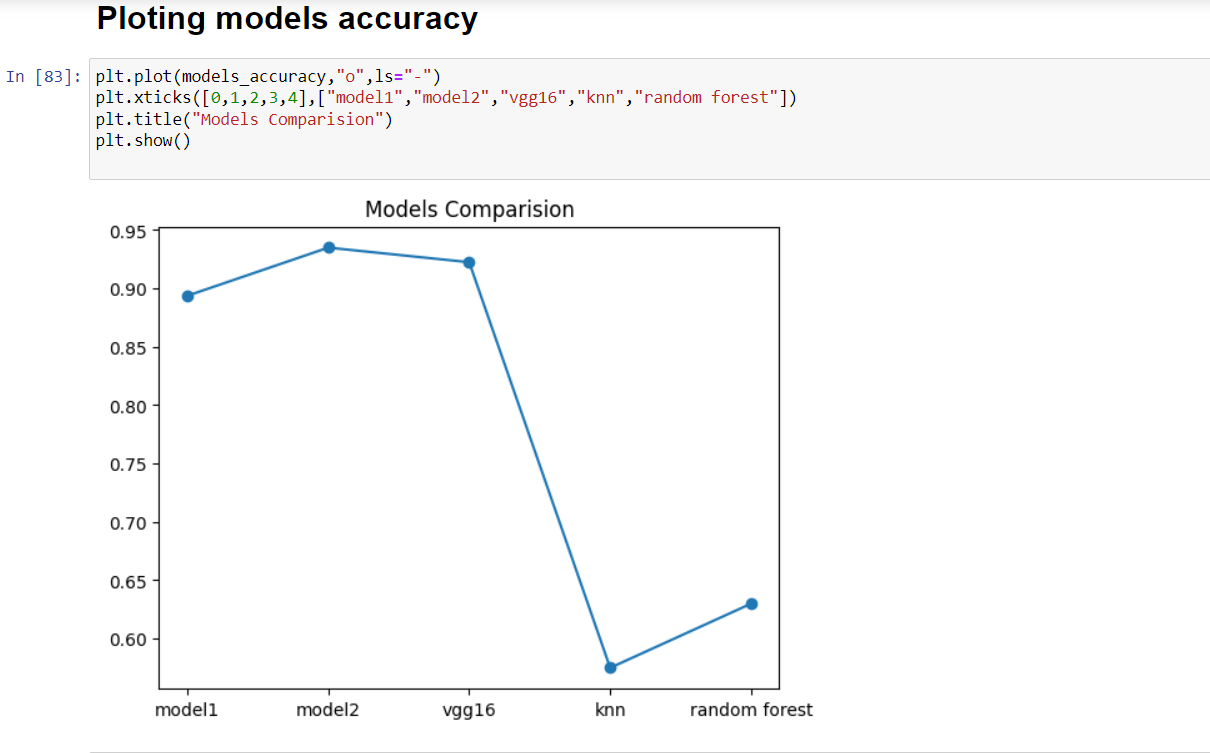 Ploting models accuracy
In [83]: plt.plot(models_accuracy,"o",ls="-")
plt.xticks([0,1,2,3,4],["model1","model2","vgg16","knn","random forest"])
plt.title("Models Comparision")
plt.show()
Models Comparision
0.95
0.90
0.85
0.80
0.75
0.70
0.65
0.60
model1 model2 vgg16 knn random forest